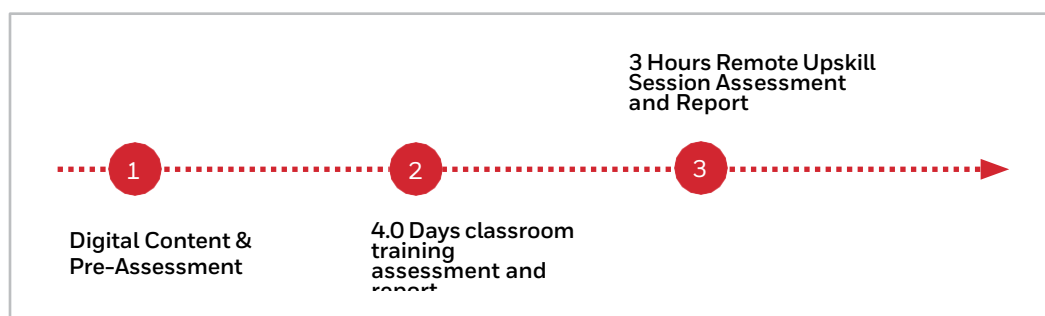 3 Hours Remote Upskill
Session Assessment
and Report
1
2
3
Digital Content &
Pre-Assessment
4.0 Days classroom
training
assessment and
report